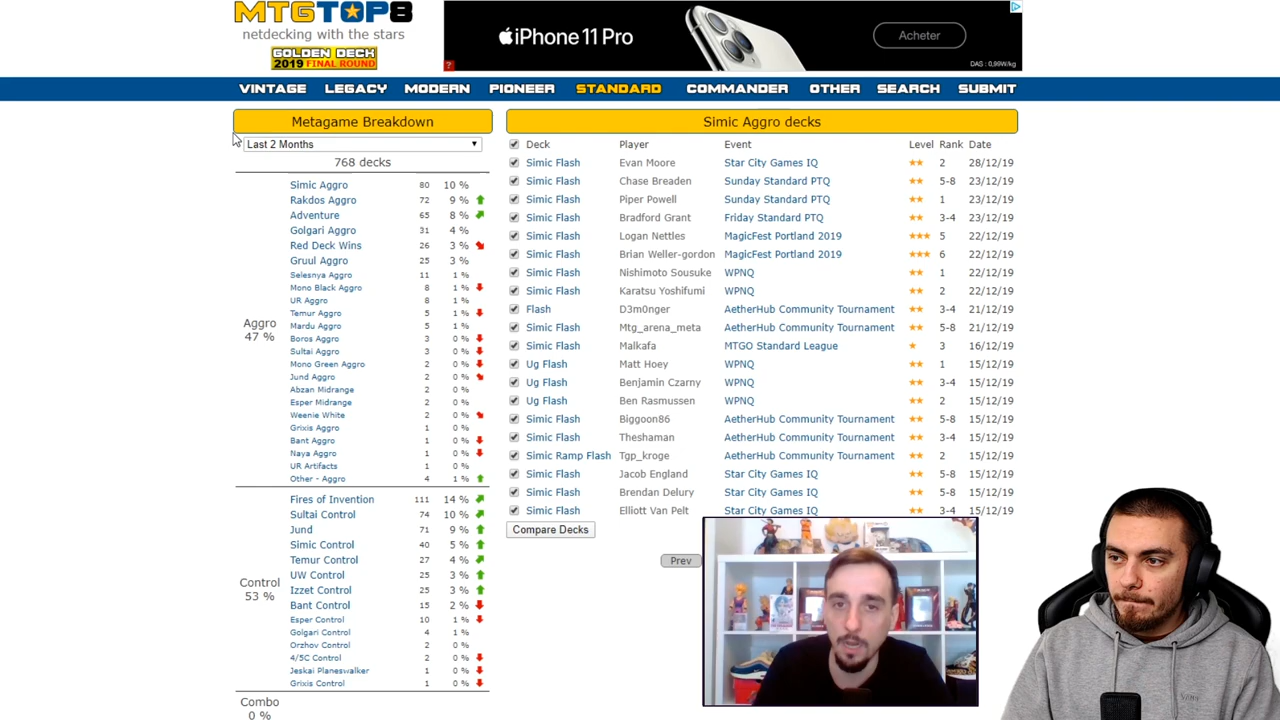 MTGTOP8
netdecking with the stars
GOLDEN DECK
2019 FINAL ROUND
iPhone 11 Pro
Acheter
DAS : 0,99W/kg
VINTAGE LEGACY MODERN PIONEER STANDARD COMMANDER OTHER SEARCH SUBMIT
Metagame Breakdown
Last 2 Months
768 decks
Aggro
47 %
Simic Aggro 80 10 %
Rakdos Aggro 72 9 %
Adventure 65 8 %
Golgari Aggro 31 4 %
Red Deck Wins 26 3 %
Gruul Aggro 25 3 %
Selesnya Aggro 11 1 %
Mono Black Aggro 8 1 %
UR Aggro 8 1 %
Temur Aggro 5 1 %
Mardu Aggro 5 1 %
Boros Aggro 3 0 %
Sultai Aggro 3 0 %
Mono Green Aggro 2 0 %
Jund Aggro 2 0 %
Abzan Midrange 2 0 %
Esper Midrange 2 0 %
Weenie White 2 0 %
Grixis Aggro 1 0 %
Bant Aggro 1 0 %
Naya Aggro 1 0 %
UR Artifacts 1 0 %
Other - Aggro 4 1 %
Control
53 %
Fires of Invention 111 14 %
Sultai Control 74 10 %
Jund 71 9 %
Simic Control 40 5 %
Temur Control 27 4 %
UW Control 25 3 %
Izzet Control 25 3 %
Bant Control 15 2 %
Esper Control 10 1 %
Golgari Control 4 1 %
Orzhov Control 2 0 %
4/5C Control 2 0 %
Jeskai Planeswalker 1 0 %
Grixis Control 1 0 %
Combo
0 %
Simic Aggro decks
Deck Player Event Level Rank Date
Simic Flash Evan Moore Star City Games IQ 2 28/12/19
Simic Flash Chase Breaden Sunday Standard PTQ 5-8 23/12/19
Simic Flash Piper Powell Sunday Standard PTQ 1 23/12/19
Simic Flash Bradford Grant Friday Standard PTQ 3-4 23/12/19
Simic Flash Logan Nettles MagicFest Portland 2019 5 22/12/19
Simic Flash Brian Weller-gordon MagicFest Portland 2019 6 22/12/19
Simic Flash Nishimoto Sousuke WPNQ 1 22/12/19
Simic Flash Karatsu Yoshifumi WPNQ 2 22/12/19
Flash D3m0nger AetherHub Community Tournament 3-4 21/12/19
Simic Flash Mtg_arena_meta AetherHub Community Tournament 5-8 21/12/19
Simic Flash Malkafa MTGO Standard League 3 16/12/19
Ug Flash Matt Hoey WPNQ 1 15/12/19
Ug Flash Benjamin Czarny WPNQ 3-4 15/12/19
Ug Flash Ben Rasmussen WPNQ 2 15/12/19
Simic Flash Biggoon86 AetherHub Community Tournament 5-8 15/12/19
Simic Flash Theshaman AetherHub Community Tournament 3-4 15/12/19
Simic Ramp Flash Tgp_kroge AetherHub Community Tournament 2 15/12/19
Simic Flash Jacob England Star City Games IQ 5-8 15/12/19
Simic Flash Brendan Delury Star City Games IQ 5-8 15/12/19
Simic Flash Elliott Van Pelt Star City Games IQ 3-4 15/12/19
Compare Decks
Prev